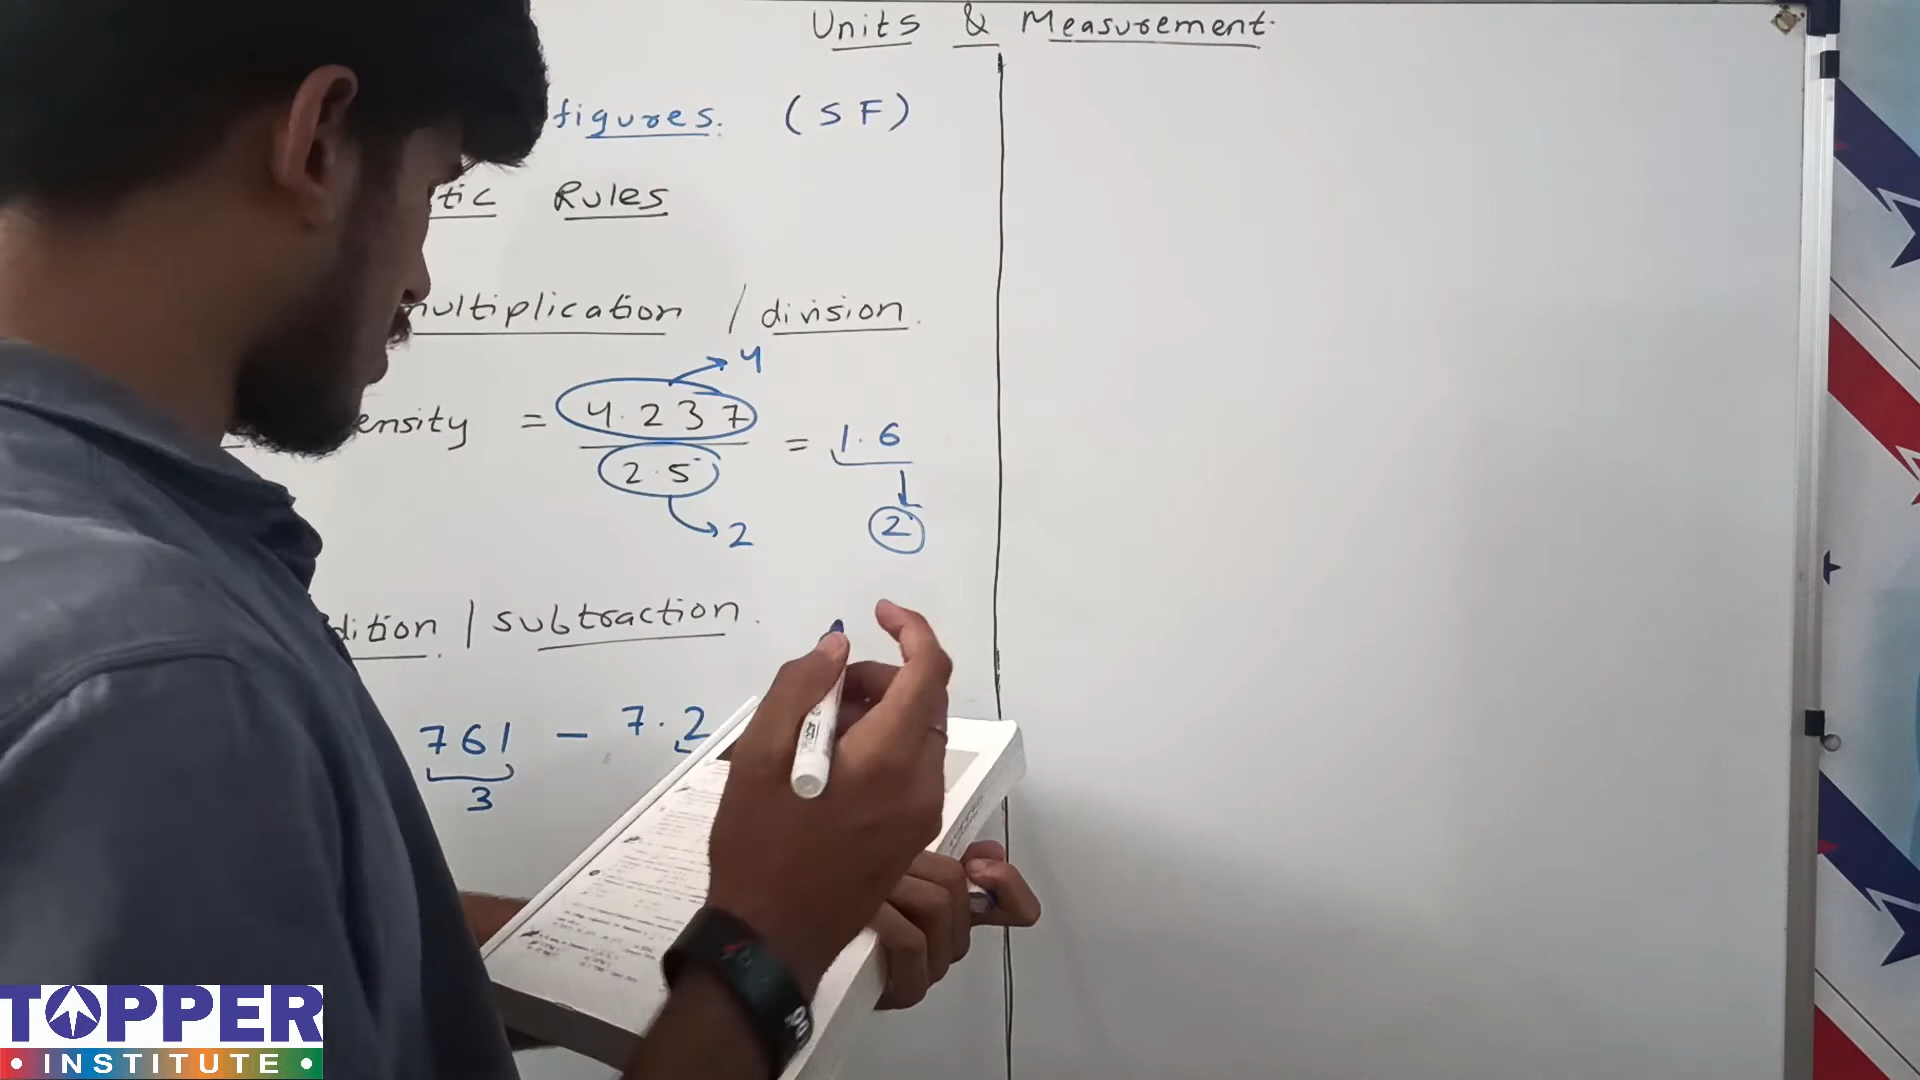 Units & Measurement.
figures. (SF)
tic Rules
multiplication / division.
4
ensity = 4.237 / 2.5 = 1.6
2
2
dition / subtraction.
761 - 7.2
3
TOPPER
• INSTITUTE •